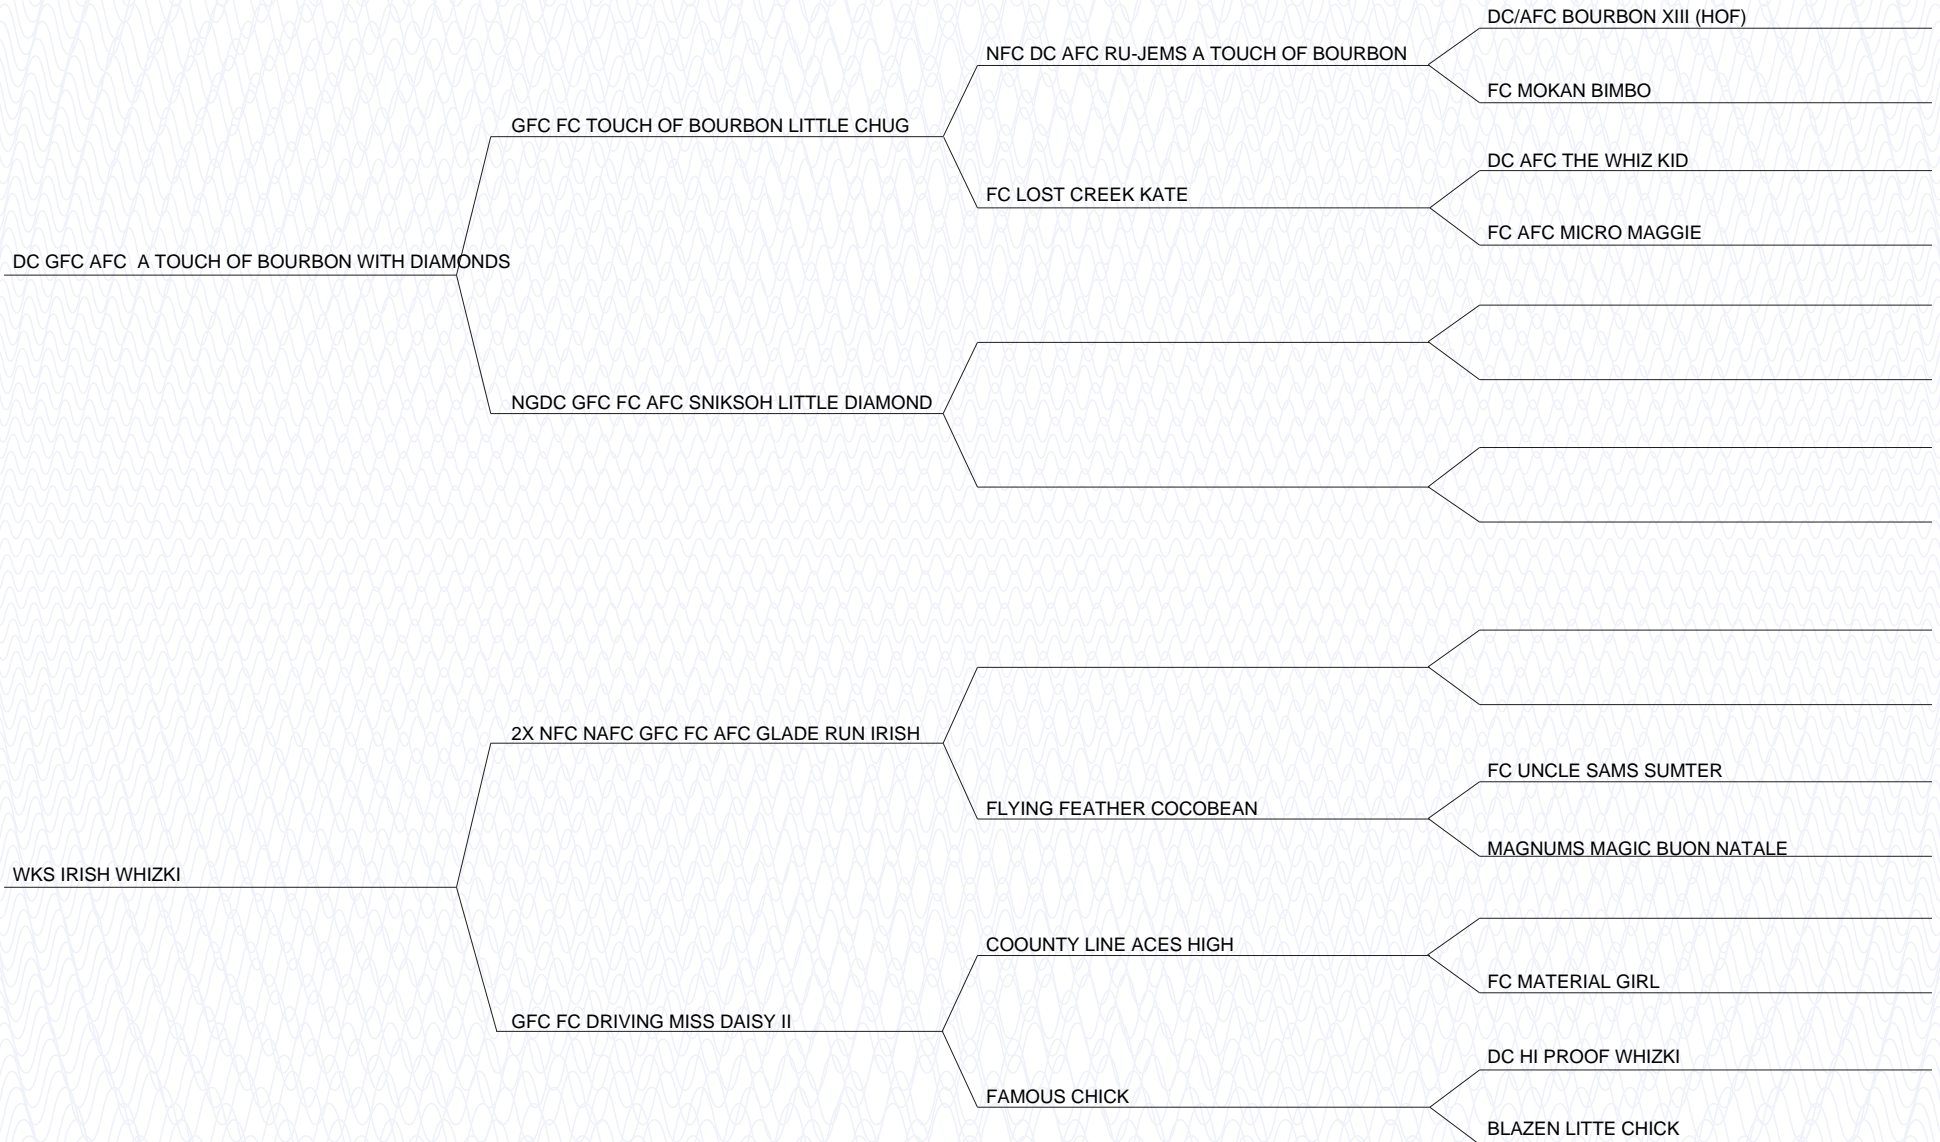 DC/AFC BOURBON XIII (HOF)
NFC DC AFC RU-JEMS A TOUCH OF BOURBON
FC MOKAN BIMBO
GFC FC TOUCH OF BOURBON LITTLE CHUG
DC AFC THE WHIZ KID
FC LOST CREEK KATE
FC AFC MICRO MAGGIE
DC GFC AFC  A TOUCH OF BOURBON WITH DIAMONDS
NGDC GFC FC AFC SNIKSOH LITTLE DIAMOND
2X NFC NAFC GFC FC AFC GLADE RUN IRISH
FC UNCLE SAMS SUMTER
FLYING FEATHER COCOBEAN
MAGNUMS MAGIC BUON NATALE
WKS IRISH WHIZKI
COOUNTY LINE ACES HIGH
FC MATERIAL GIRL
GFC FC DRIVING MISS DAISY II
DC HI PROOF WHIZKI
FAMOUS CHICK
BLAZEN LITTE CHICK